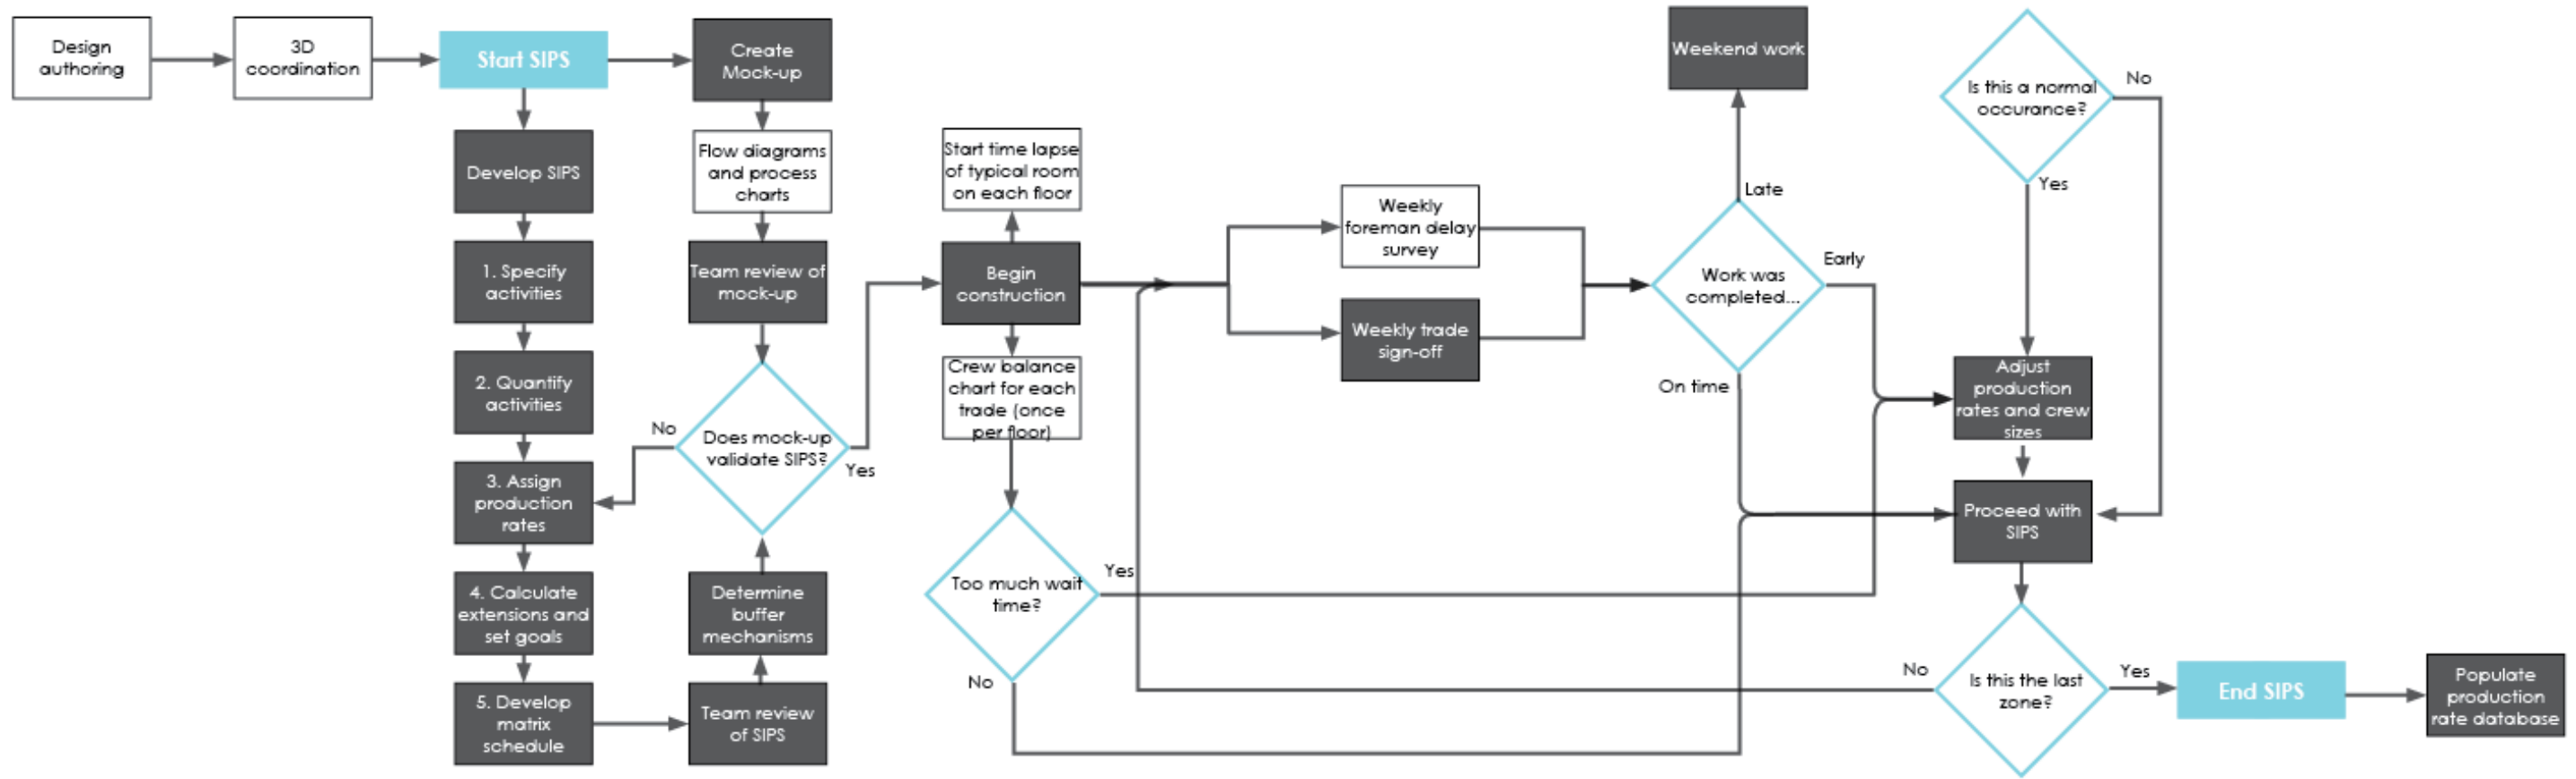 Design
authoring
3D
coordination
Start SIPS
Create
Mock-up
Develop SIPS
1. Specify
activities
2. Quantify
activities
3. Assign
production
rates
4. Calculate
extensions and
set goals
5. Develop
matrix
schedule
Flow diagrams
and process
charts
Team review of
mock-up
No
Does mock-up
validate SIPS?
Yes
Determine
buffer
mechanisms
Team review
of SIPS
Start time lapse
of typical room
on each floor
Begin
construction
Crew balance
chart for each
trade (once
per floor)
Too much wait
time?
Yes
No
Weekly
foreman delay
survey
Weekly trade
sign-off
Weekend work
Late
Work was
completed...
Early
On time
Is this a normal
occurance?
No
Yes
Adjust
production
rates and crew
sizes
Proceed with
SIPS
No
Is this the last
zone?
Yes
End SIPS
Populate
production
rate database